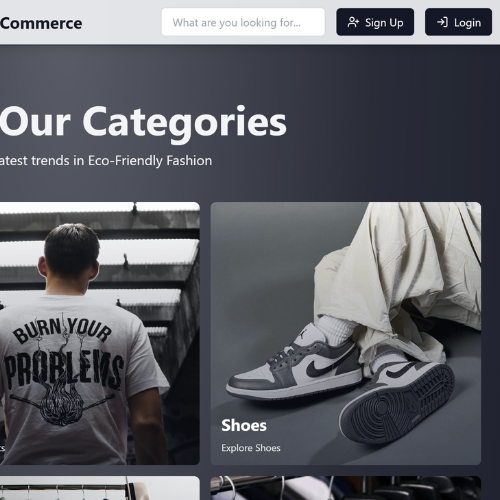 Commerce
What are you looking for...
Sign Up
Login
Our Categories
atest trends in Eco-Friendly Fashion
BURN YOUR
PROBLEMS
Shoes
Explore Shoes